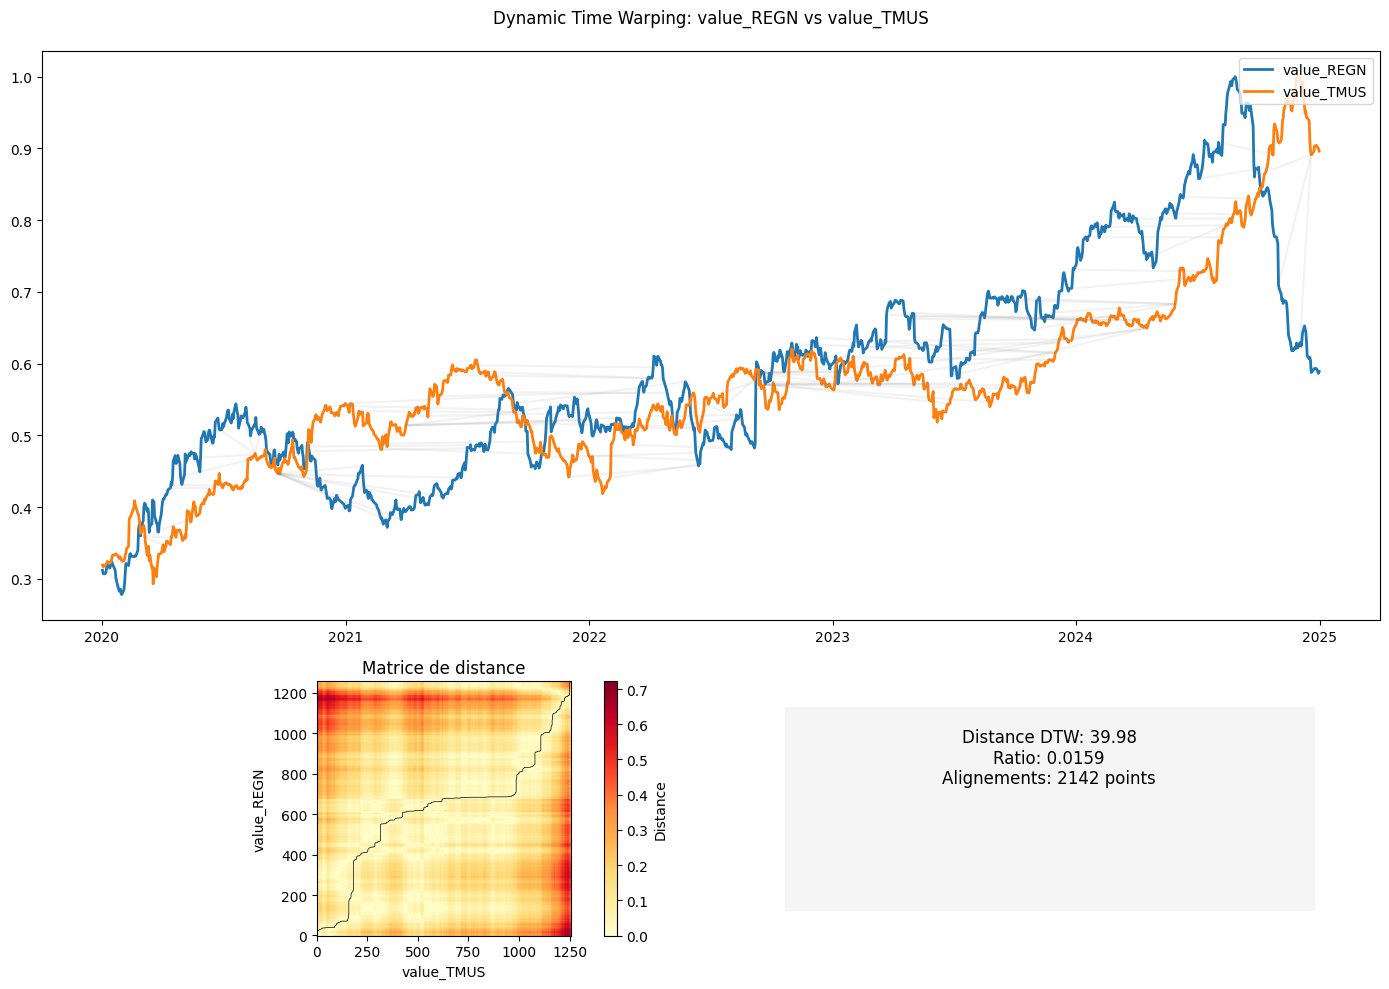 Dynamic Time Warping: value_REGN vs value_TMUS
value_REGN
value_TMUS
1.0
0.9
0.8
0.7
0.6
0.5
0.4
0.3
2020 2021 2022 2023 2024 2025
Matrice de distance
1200
1000
800
600
400
200
0
value_REGN
0 250 500 750 1000 1250
value_TMUS
0.7
0.6
0.5
0.4
0.3
0.2
0.1
0.0
Distance
Distance DTW: 39.98
Ratio: 0.0159
Alignements: 2142 points